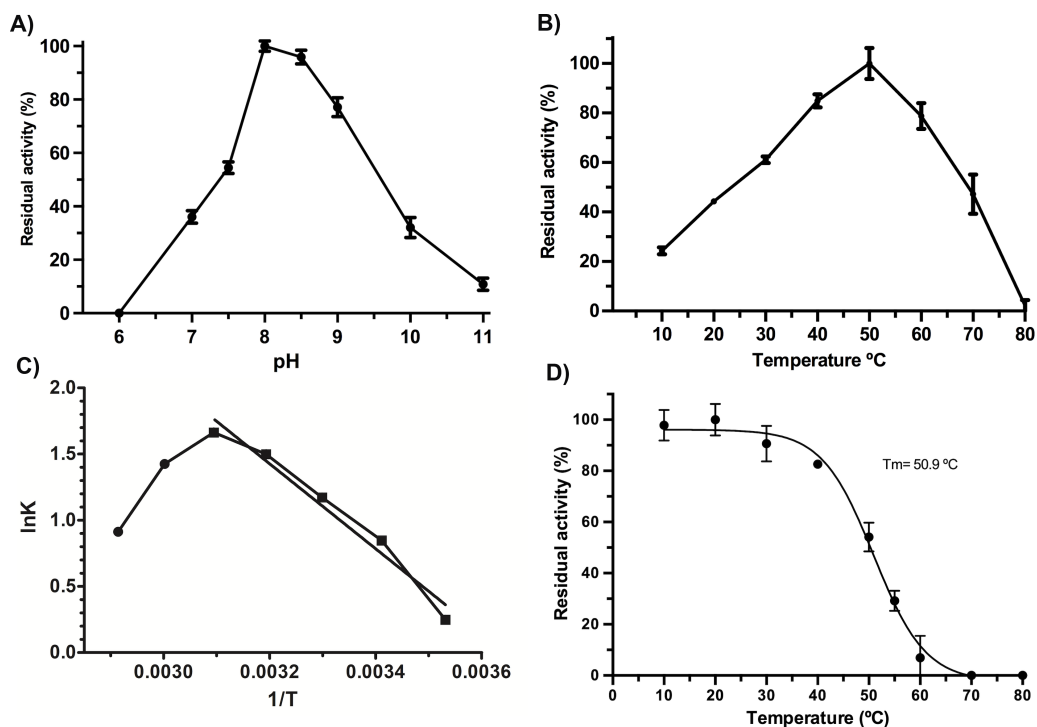 A)
Residual activity (%)
100
80
60
40
20
0
6 7 8 9 10 11
pH
B)
Residual activity (%)
100
80
60
40
20
0
10 20 30 40 50 60 70 80
Temperature ºC
C)
lnK
2.0
1.5
1.0
0.5
0.0
0.0030 0.0032 0.0034 0.0036
1/T
D)
Residual activity (%)
100
80
60
40
20
0
Tm= 50.9 ºC
0 10 20 30 40 50 60 70 80
Temperature (ºC)